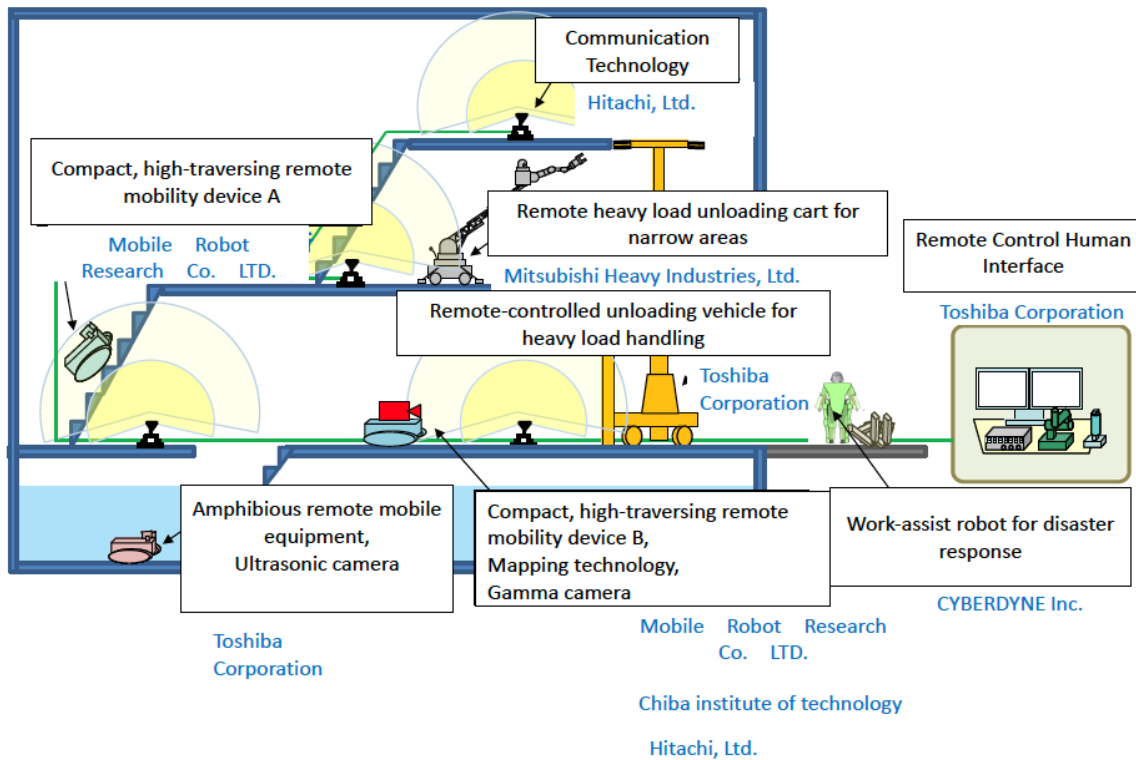 Communication
Technology
Hitachi, Ltd.
Compact, high-traversing remote
mobility device A
Mobile Robot
Research Co. LTD.
Remote heavy load unloading cart for
narrow areas
Mitsubishi Heavy Industries, Ltd.
Remote Control Human
Interface
Toshiba Corporation
Remote-controlled unloading vehicle for
heavy load handling
Toshiba
Corporation
Amphibious remote mobile
equipment,
Ultrasonic camera
Toshiba
Corporation
Compact, high-traversing remote
mobility device B,
Mapping technology,
Gamma camera
Mobile Robot Research
Co. LTD.
Chiba institute of technology
Hitachi, Ltd.
Work-assist robot for disaster
response
CYBERDYNE Inc.